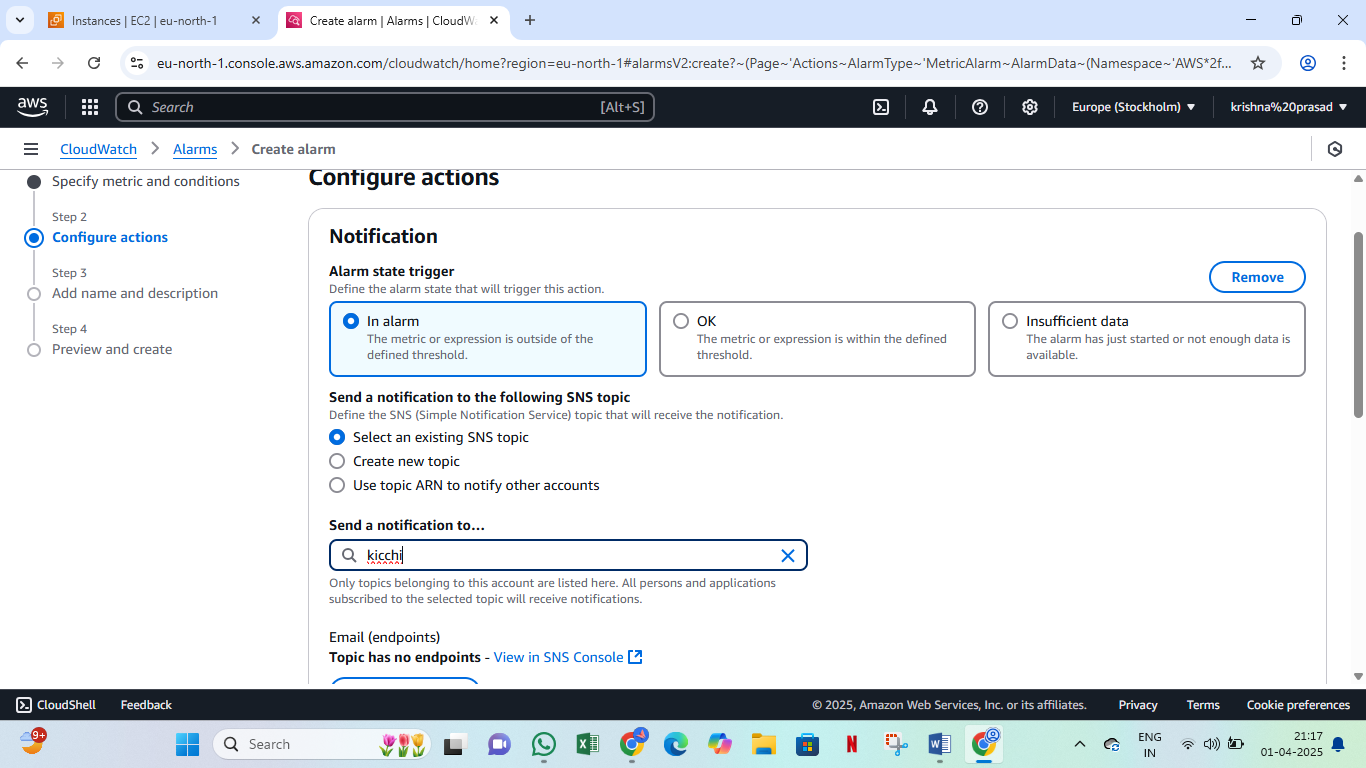 Instances | EC2 | eu-north-1
Create alarm | Alarms | CloudW
eu-north-1.console.aws.amazon.com/cloudwatch/home?region=eu-north-1#alarmsV2:create?~(Page~'Actions~AlarmType~'MetricAlarm~AlarmData~(Namespace~'AWS*2f...
aws
Search [Alt+S]
Europe (Stockholm)
krishna%20prasad
CloudWatch > Alarms > Create alarm
Specify metric and conditions
Step 2
Configure actions
Step 3
Add name and description
Step 4
Preview and create
Configure actions
Notification
Alarm state trigger
Define the alarm state that will trigger this action.
Remove
In alarm
The metric or expression is outside of the
defined threshold.
OK
The metric or expression is within the defined
threshold.
Insufficient data
The alarm has just started or not enough data is
available.
Send a notification to the following SNS topic
Define the SNS (Simple Notification Service) topic that will receive the notification.
Select an existing SNS topic
Create new topic
Use topic ARN to notify other accounts
Send a notification to…
kicchi
Only topics belonging to this account are listed here. All persons and applications
subscribed to the selected topic will receive notifications.
Email (endpoints)
Topic has no endpoints - View in SNS Console
CloudShell Feedback © 2025, Amazon Web Services, Inc. or its affiliates. Privacy Terms Cookie preferences
9+
Search
ENG
IN
21:17
01-04-2025